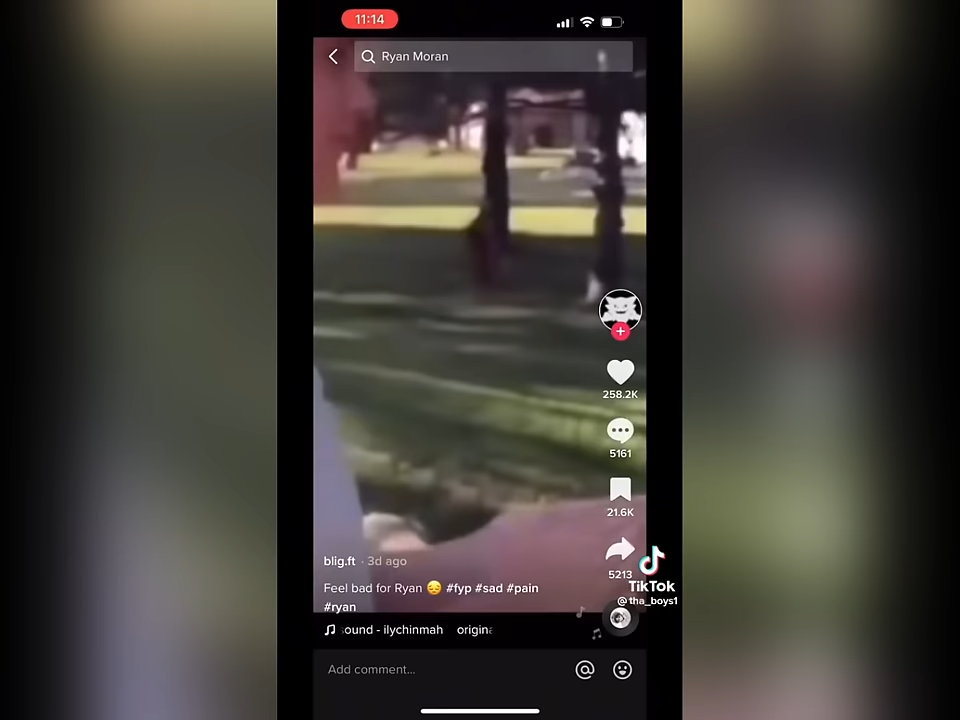 11:14
Ryan Moran
258.2K
5161
21.6K
5213
TikTok
@tha_boys1
blig.ft · 3d ago
Feel bad for Ryan 😔 #fyp #sad #pain
#ryan
ound - ilychinmah origina
Add comment...